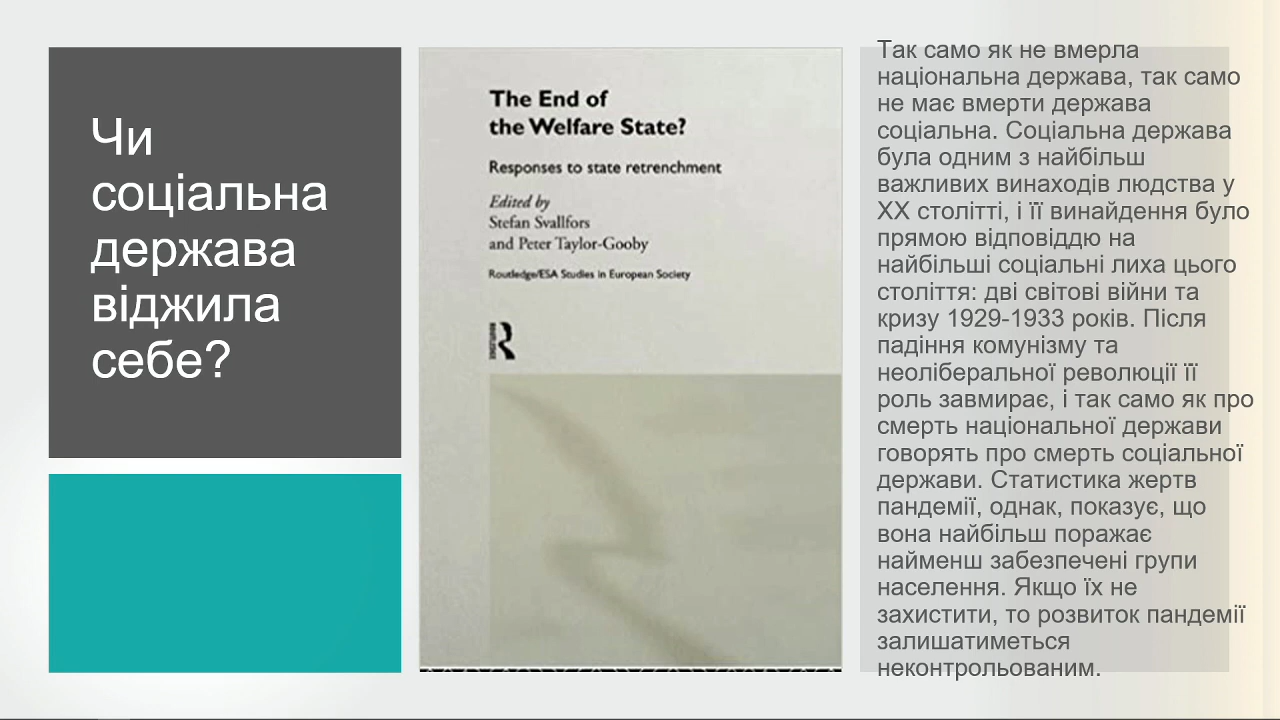 Чи
соціальна
держава
віджила
себе?
The End of
the Welfare State?
Responses to state retrenchment
Edited by
Stefan Svallfors
and Peter Taylor-Gooby
Routledge/ESA Studies in European Society
R
Так само як не вмерла
національна держава, так само
не має вмерти держава
соціальна. Соціальна держава
була одним з найбільш
важливих винаходів людства у
ХХ столітті, і її винайдення було
прямою відповіддю на
найбільші соціальні лиха цього
століття: дві світові війни та
кризу 1929-1933 років. Після
падіння комунізму та
неоліберальної революції її
роль завмирає, і так само як про
смерть національної держави
говорять про смерть соціальної
держави. Статистика жертв
пандемії, однак, показує, що
вона найбільш поражає
найменш забезпечені групи
населення. Якщо їх не
захистити, то розвиток пандемії
залишатиметься
неконтрольованим.